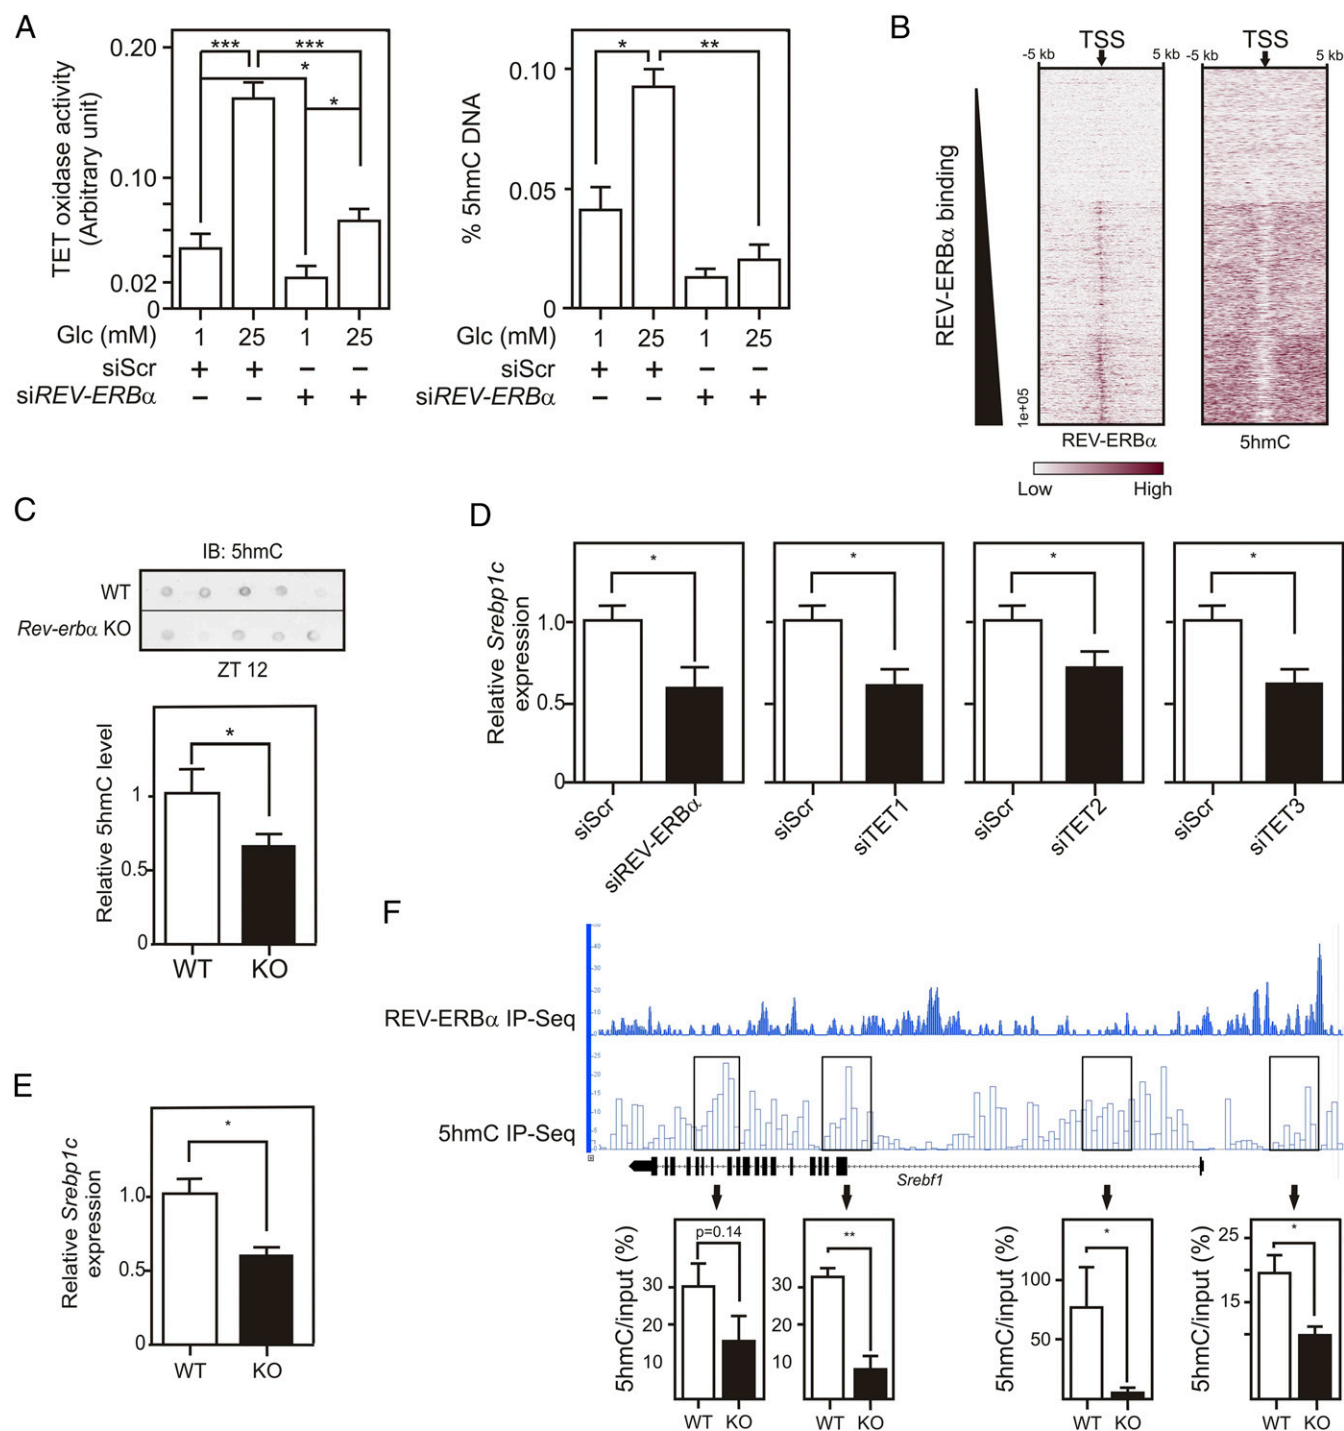 A
TET oxidase activity
(Arbitrary unit)
0.20
0.10
0.02
0
***
***
*
*
Glc (mM) 1 25 1 25
siScr + + – –
siREV-ERBα – – + +
% 5hmC DNA
0.10
0.05
0
*
**
1 25 1 25
siScr + + – –
siREV-ERBα – – + +
B
TSS
-5 kb 5 kb
TSS
-5 kb 5 kb
REV-ERBα binding
1e+05
REV-ERBα
5hmC
Low High
C
IB: 5hmC
WT
Rev-erbα KO
ZT 12
Relative 5hmC level
1
0.5
0
*
WT KO
D
Relative Srebp1c
expression
1.0
0.5
0
*
siScr siREV-ERBα
*
siScr siTET1
*
siScr siTET2
*
siScr siTET3
E
Relative Srebp1c
expression
1.0
0.5
0
*
WT KO
F
REV-ERBα IP-Seq
5hmC IP-Seq
Srebf1
5hmC/input (%)
30
20
10
p=0.14
WT KO
30
20
10
**
WT KO
5hmC/input (%)
100
50
*
WT KO
5hmC/input (%)
25
15
*
WT KO